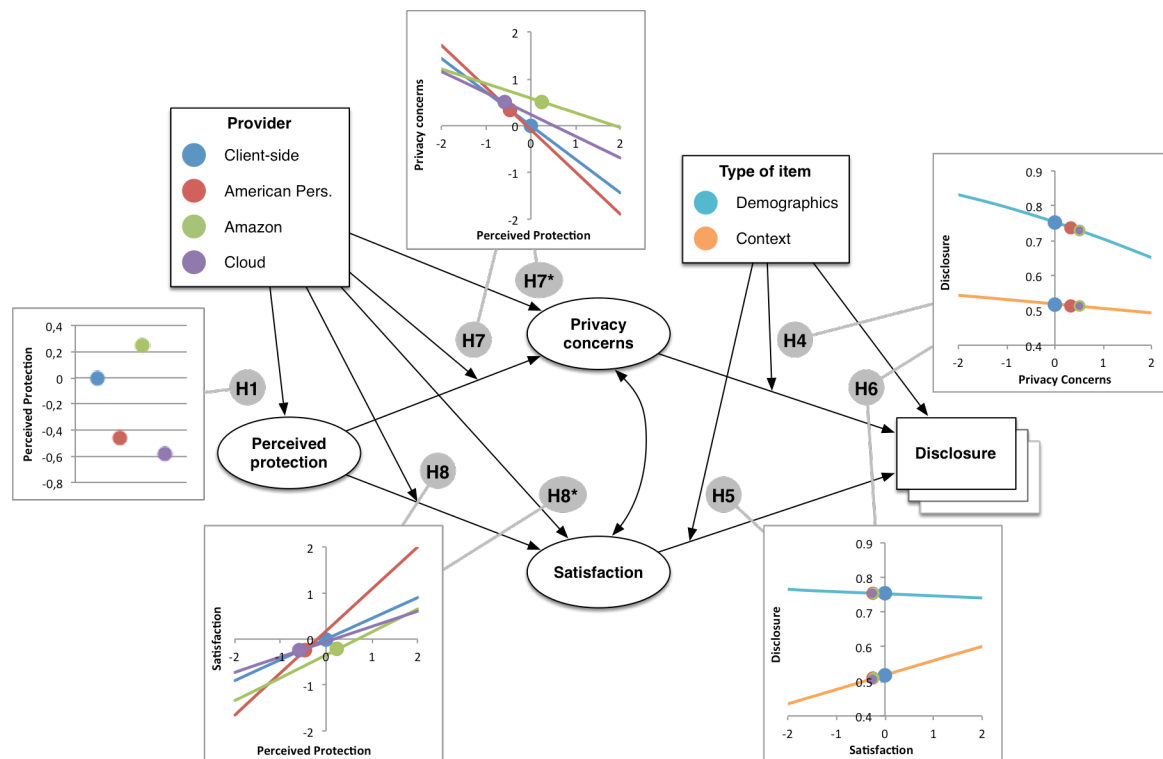 2
1
0
-1
-2
-2
-1
0
1
2
Privacy concerns
Perceived Protection
Provider
Client-side
American Pers.
Amazon
Cloud
Type of item
Demographics
Context
0.9
0.8
0.7
0.6
0.5
0.4
-2
-1
0
1
2
Disclosure
Privacy Concerns
H7*
H7
H4
H6
H1
0,4
0,2
0
-0,2
-0,4
-0,6
-0,8
Perceived Protection
Privacy
concerns
Perceived
protection
Disclosure
H8
H8*
H5
Satisfaction
2
1
0
-1
-2
-2
-1
0
1
2
Satisfaction
Perceived Protection
0.9
0.8
0.7
0.6
0.5
0.4
-2
-1
0
1
2
Disclosure
Satisfaction